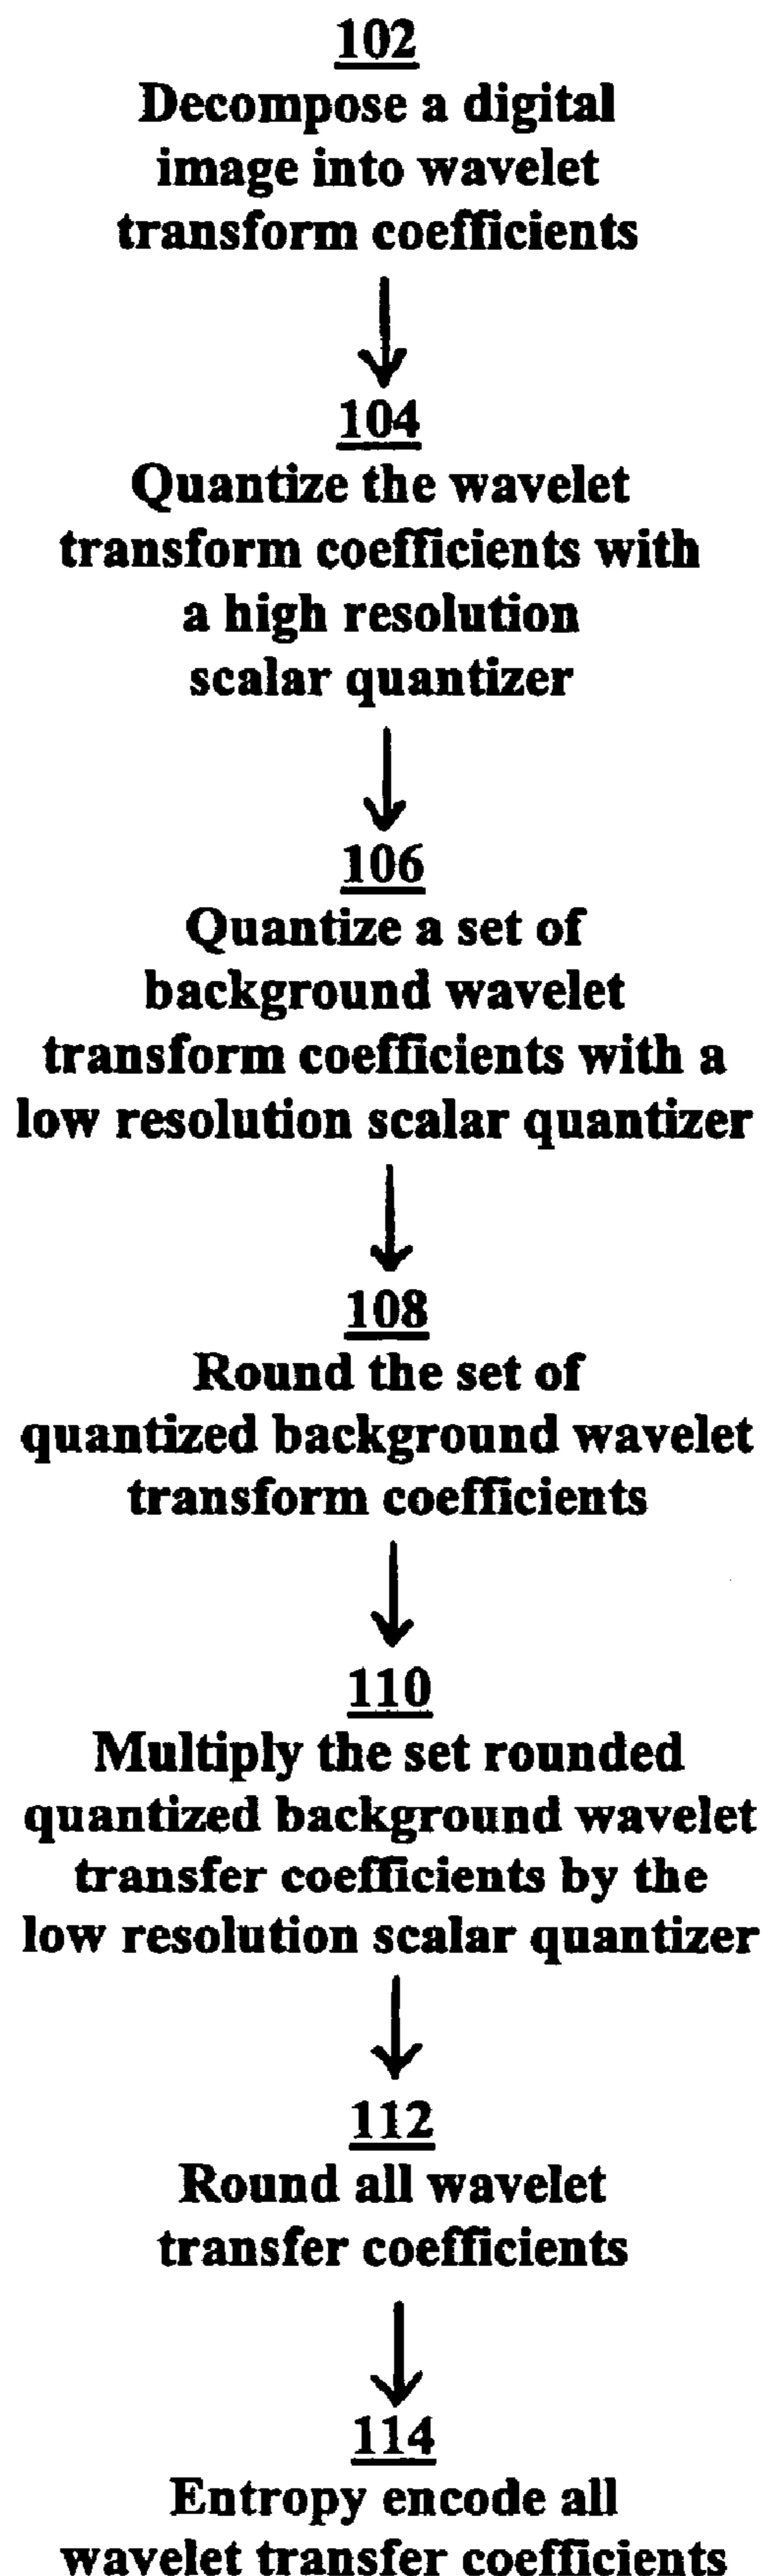 102
Decompose a digital
image into wavelet
transform coefficients
104
Quantize the wavelet
transform coefficients with
a high resolution
scalar quantizer
106
Quantize a set of
background wavelet
transform coefficients with a
low resolution scalar quantizer
108
Round the set of
quantized background wavelet
transform coefficients
110
Multiply the set rounded
quantized background wavelet
transfer coefficients by the
low resolution scalar quantizer
112
Round all wavelet
transfer coefficients
114
Entropy encode all
wavelet transfer coefficients